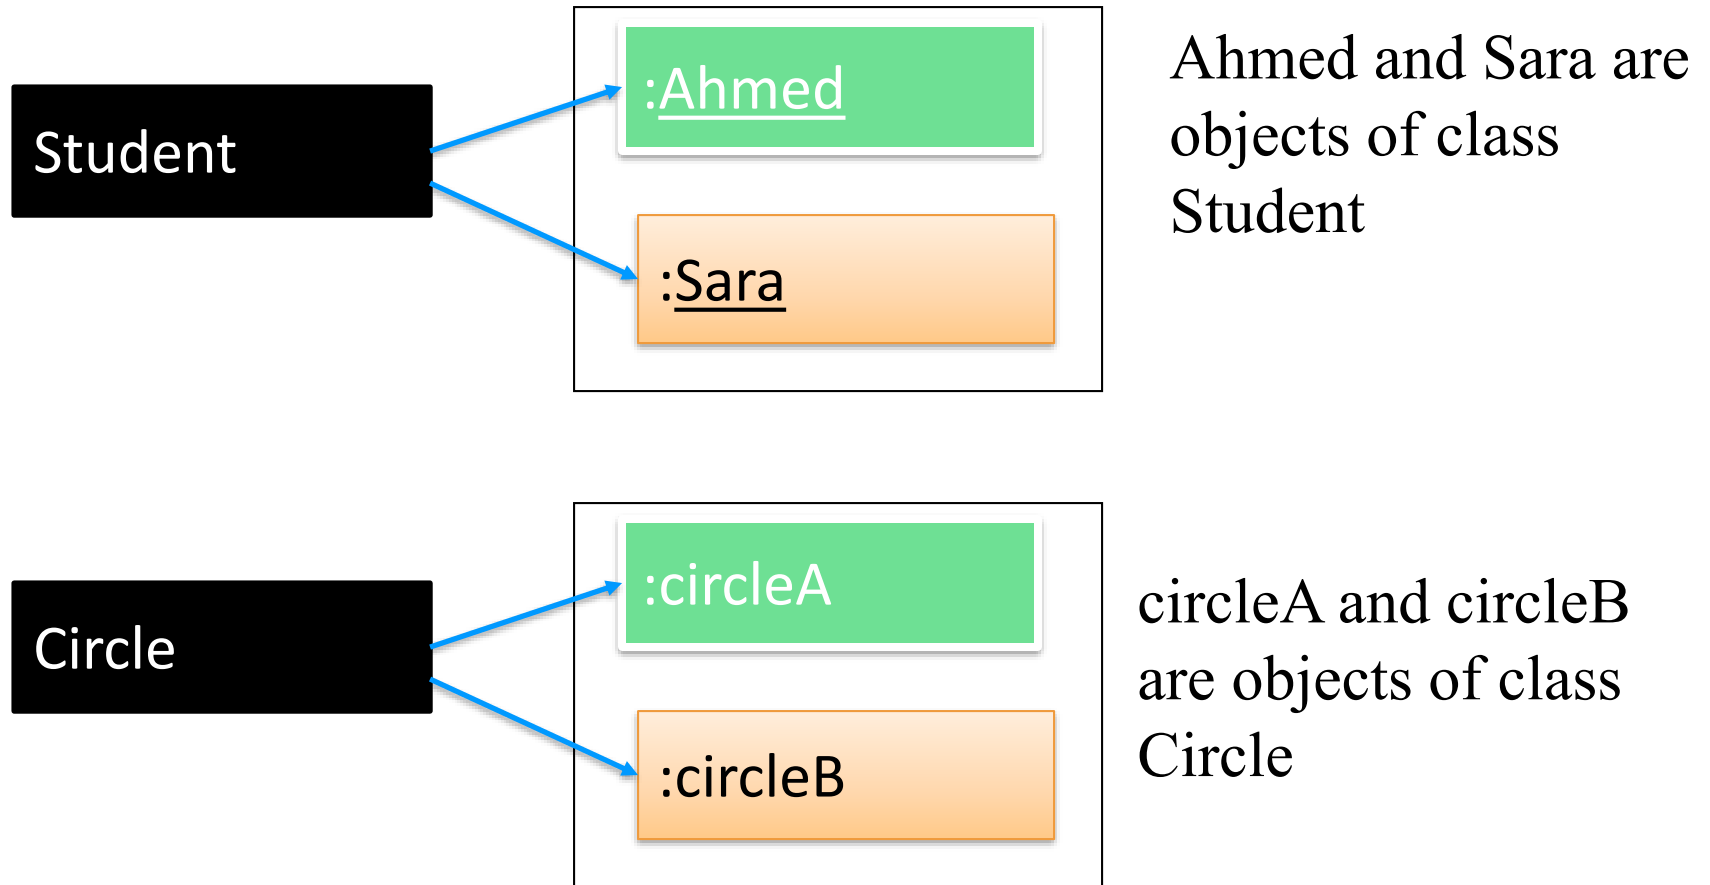 Student
:Ahmed
:Sara
Ahmed and Sara are
objects of class
Student
Circle
:circleA
:circleB
circleA and circleB
are objects of class
Circle